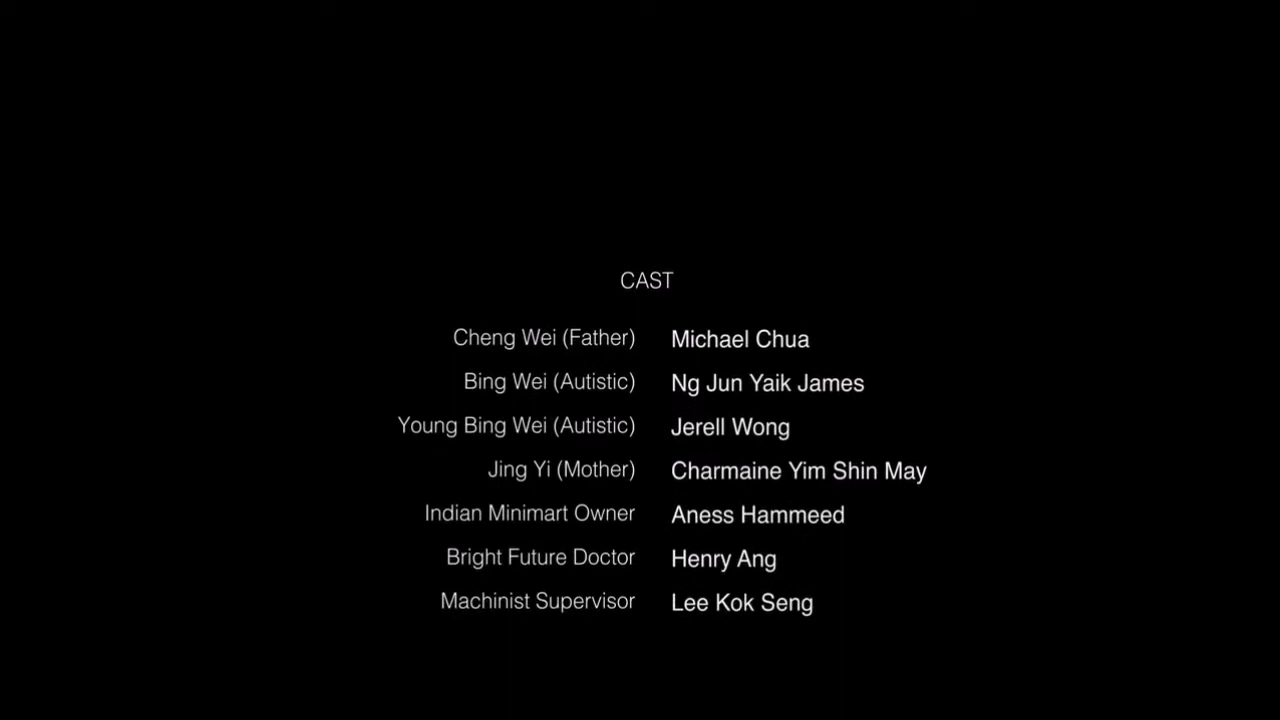 CAST
Cheng Wei (Father) Michael Chua
Bing Wei (Autistic) Ng Jun Yaik James
Young Bing Wei (Autistic) Jerell Wong
Jing Yi (Mother) Charmaine Yim Shin May
Indian Minimart Owner Aness Hammeed
Bright Future Doctor Henry Ang
Machinist Supervisor Lee Kok Seng